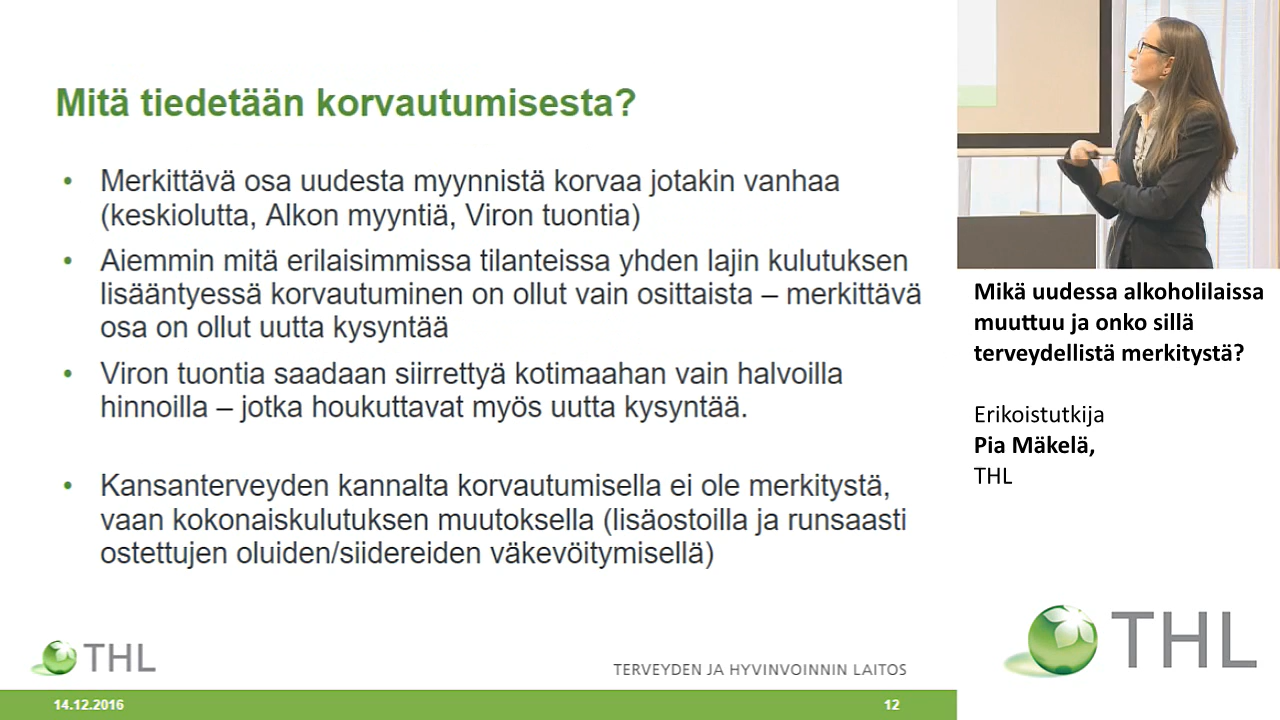 Mitä tiedetään korvautumisesta?
• Merkittävä osa uudesta myynnistä korvaa jotakin vanhaa
(keskiolutta, Alkon myyntiä, Viron tuontia)
• Aiemmin mitä erilaisimmissa tilanteissa yhden lajin kulutuksen
lisääntyessä korvautuminen on ollut vain osittaista – merkittävä
osa on ollut uutta kysyntää
• Viron tuontia saadaan siirrettyä kotimaahan vain halvoilla
hinnoilla – jotka houkuttavat myös uutta kysyntää.
• Kansanterveyden kannalta korvautumisella ei ole merkitystä,
vaan kokonaiskulutuksen muutoksella (lisäostoilla ja runsaasti
ostettujen oluiden/siidereiden väkevöitymisellä)
THL
TERVEYDEN JA HYVINVOINNIN LAITOS
14.12.2016
12
Mikä uudessa alkoholilaissa
muuttuu ja onko sillä
terveydellistä merkitystä?
Erikoistutkija
Pia Mäkelä,
THL
THL